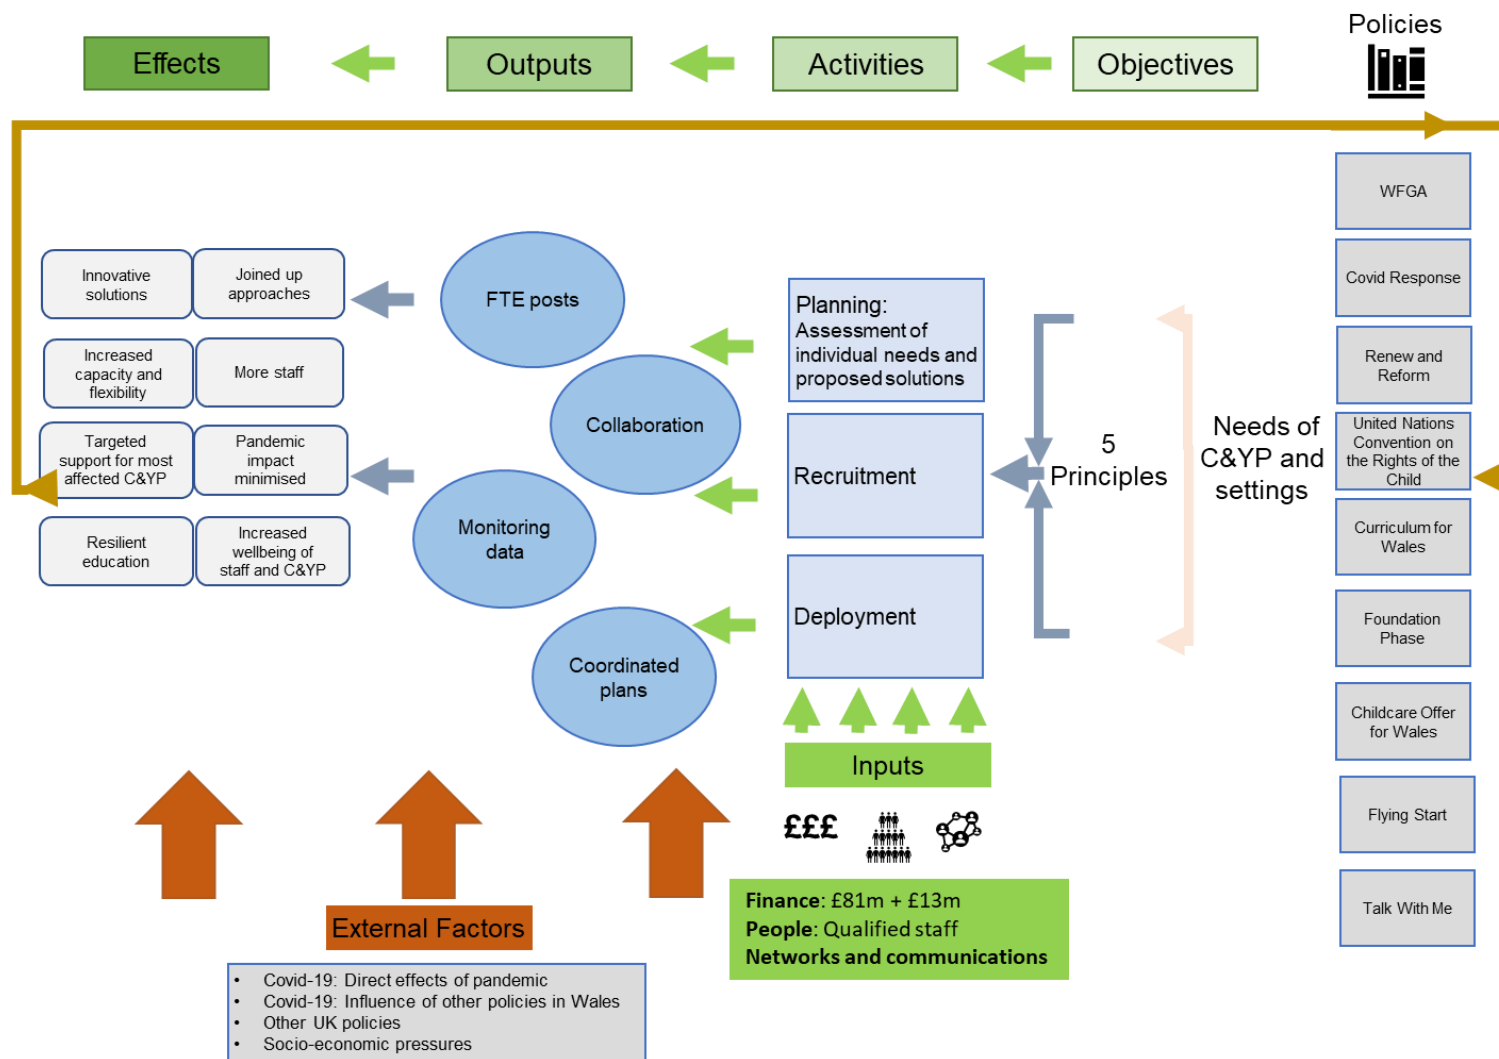 Policies
Effects
Outputs
Activities
Objectives
WFGA
Covid Response
Renew and
Reform
United Nations
Convention on
the Rights of the
Child
Curriculum for
Wales
Foundation
Phase
Childcare Offer
for Wales
Flying Start
Talk With Me
Needs of
C&YP and
settings
5
Principles
Planning:
Assessment of
individual needs and
proposed solutions
Recruitment
Deployment
Inputs
£££
Finance: £81m + £13m
People: Qualified staff
Networks and communications
FTE posts
Collaboration
Monitoring
data
Coordinated
plans
Innovative
solutions
Joined up
approaches
Increased
capacity and
flexibility
More staff
Targeted
support for most
affected C&YP
Pandemic
impact
minimised
Resilient
education
Increased
wellbeing of
staff and C&YP
External Factors
• Covid-19: Direct effects of pandemic
• Covid-19: Influence of other policies in Wales
• Other UK policies
• Socio-economic pressures